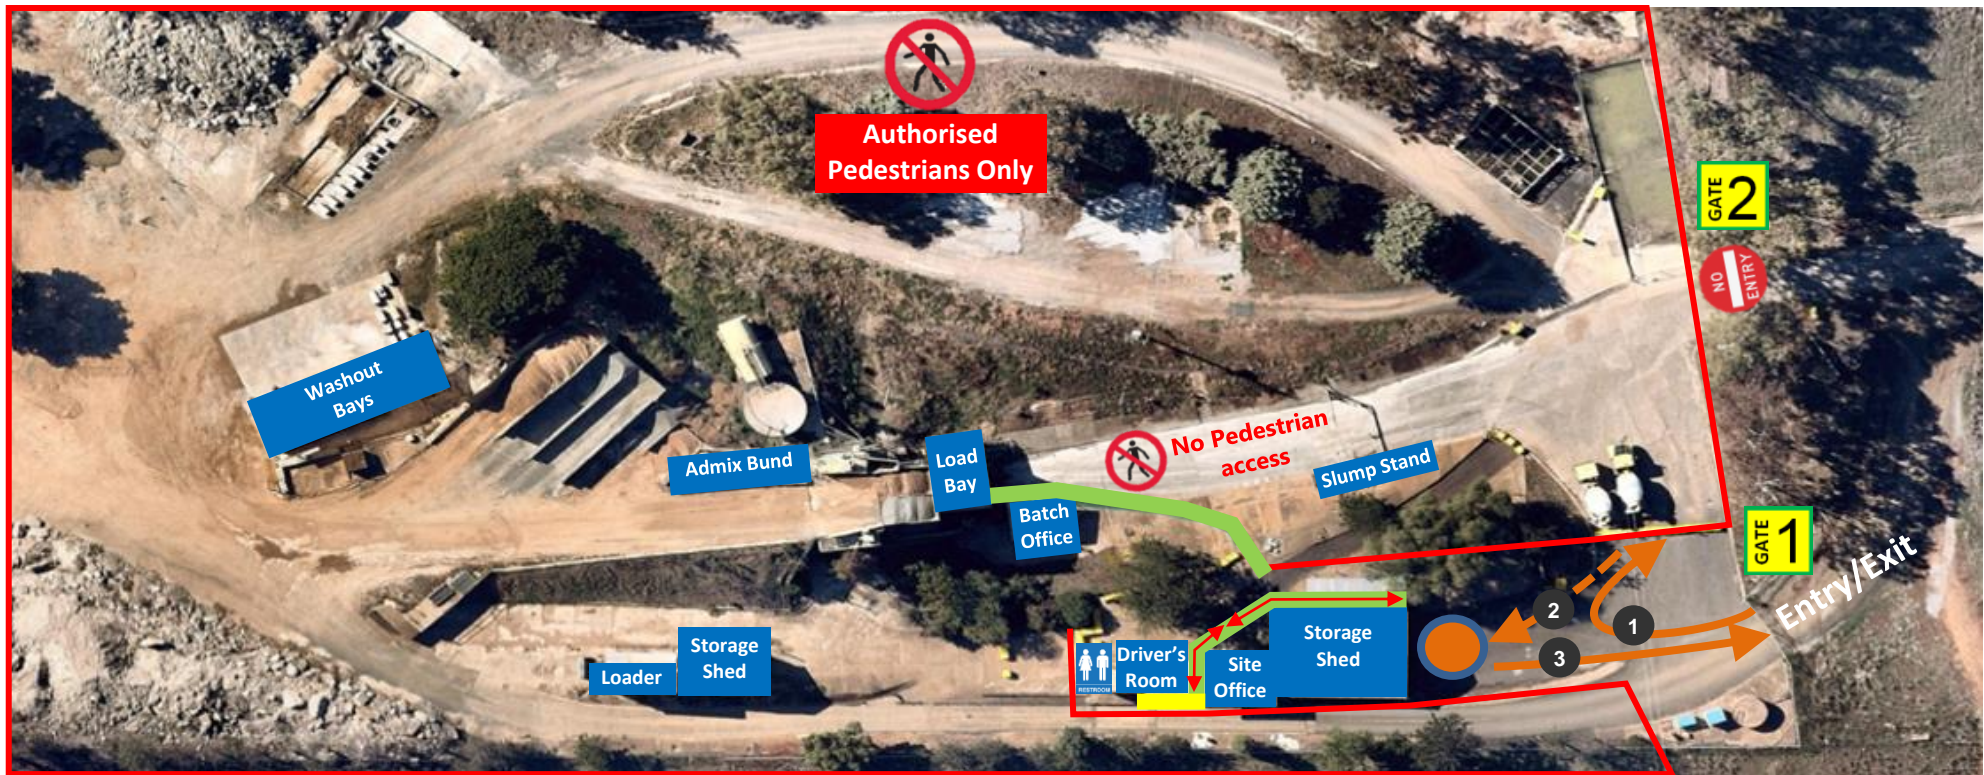 Authorised
Pedestrians Only
GATE 2
NO
ENTRY
Washout
Bays
Admix Bund
Load
Bay
No Pedestrian
access
Slump Stand
Batch
Office
GATE 1
Entry/Exit
2
1
3
Storage
Shed
Loader
RESTROOM
Driver's
Room
Site
Office
Storage
Shed